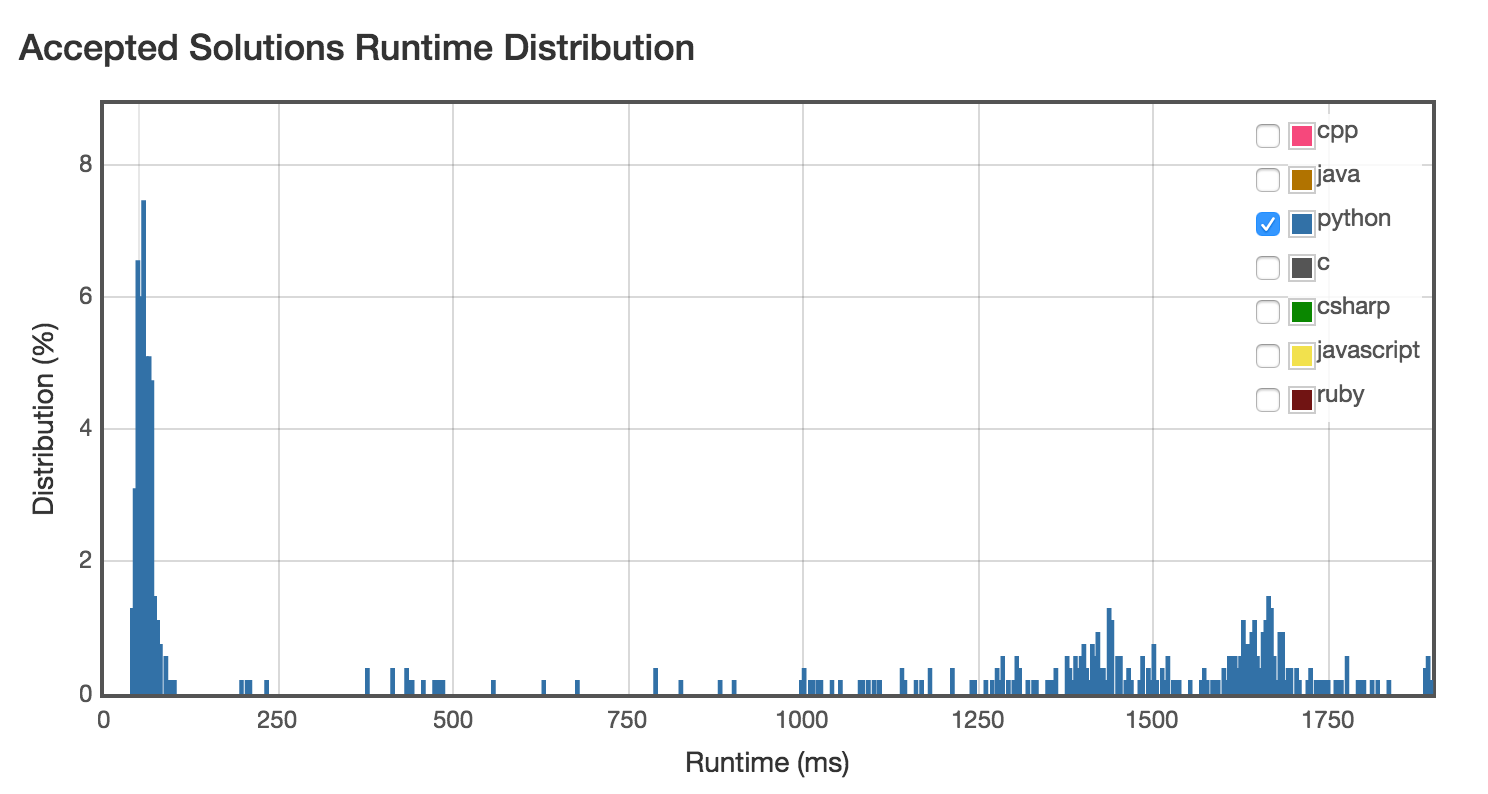 Accepted Solutions Runtime Distribution
cpp
java
python
c
csharp
javascript
ruby
8
6
4
2
0
Distribution (%)
0 250 500 750 1000 1250 1500 1750
Runtime (ms)